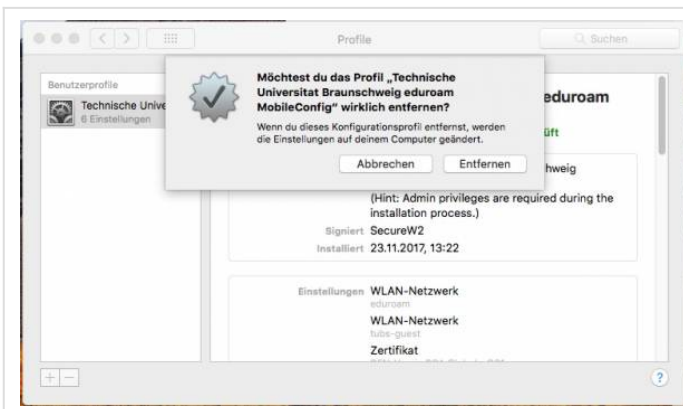 Profile
Suchen
Benutzerprofile
Technische Unive
6 Einstellungen
Möchtest du das Profil „Technische
Universitat Braunschweig eduroam
MobileConfig“ wirklich entfernen?
Wenn du dieses Konfigurationsprofil entfernst, werden
die Einstellungen auf deinem Computer geändert.
Abbrechen Entfernen
eduroam
üft
hweig
(Hint: Admin privileges are required during the
installation process.)
Signiert SecureW2
Installiert 23.11.2017, 13:22
Einstellungen WLAN-Netzwerk
eduroam
WLAN-Netzwerk
tubs-guest
Zertifikat
+ −
?